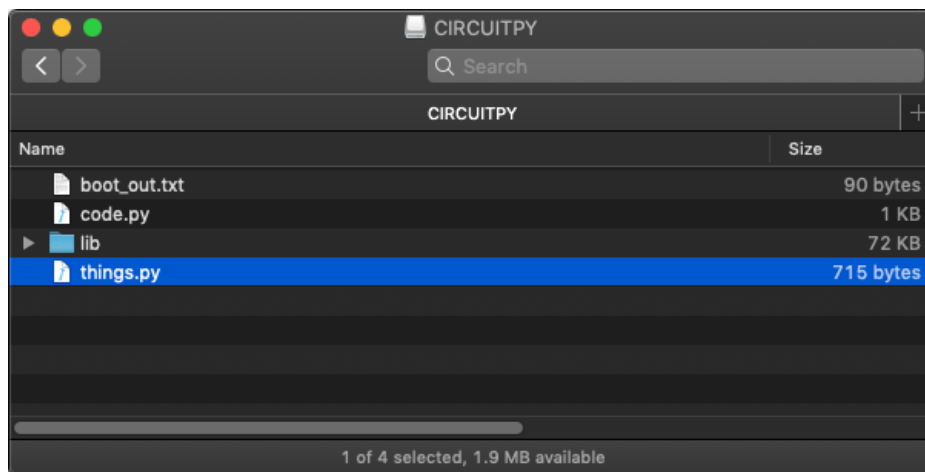 CIRCUITPY
Search
CIRCUITPY
Name Size
boot_out.txt 90 bytes
code.py 1 KB
lib 72 KB
things.py 715 bytes
1 of 4 selected, 1.9 MB available